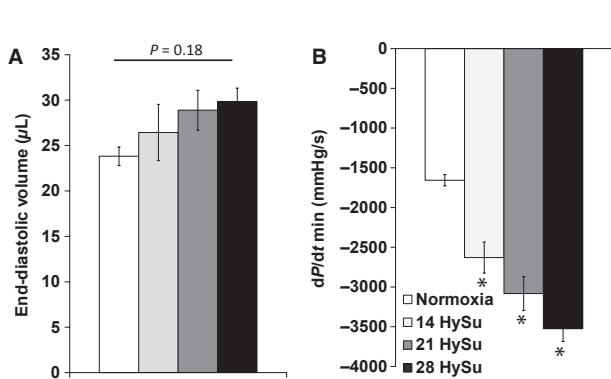 A
P = 0.18
End-diastolic volume (µL)
35
30
25
20
15
10
5
0
B
dP/dt min (mmHg/s)
0
−500
−1000
−1500
−2000
−2500
−3000
−3500
−4000
*
*
*
Normoxia
14 HySu
21 HySu
28 HySu